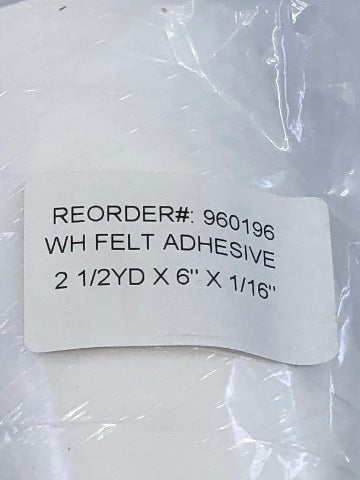 REORDER#: 960196
WH FELT ADHESIVE
2 1/2YD X 6" X 1/16"